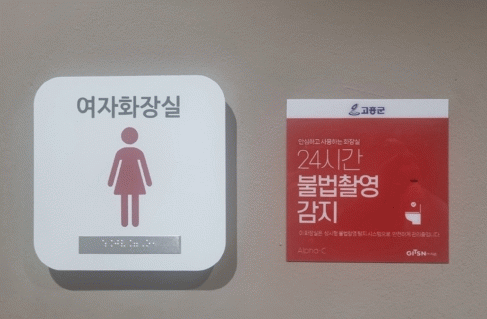 여자화장실
고흥군
안심하고 사용하는 화장실
24시간
불법촬영
감지
Alpha-C